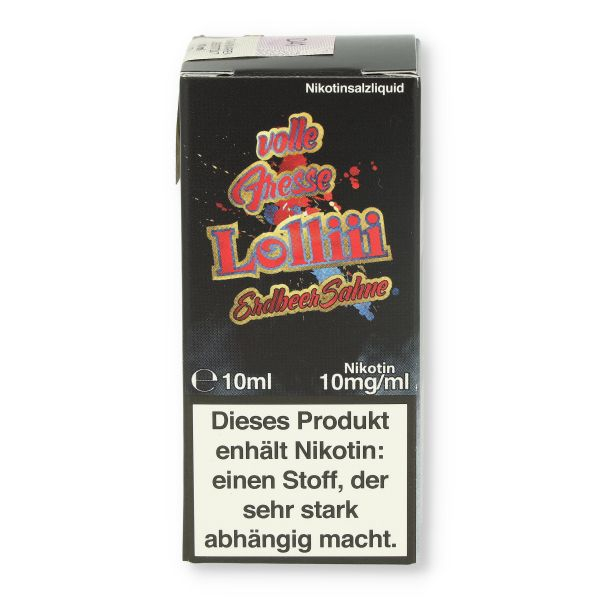 Nikotinsalzliquid
volle
Fresse
Lolliii
ErdbeerSahne
℮ 10ml
Nikotin
10mg/ml
Dieses Produkt
enhält Nikotin:
einen Stoff, der
sehr stark
abhängig macht.